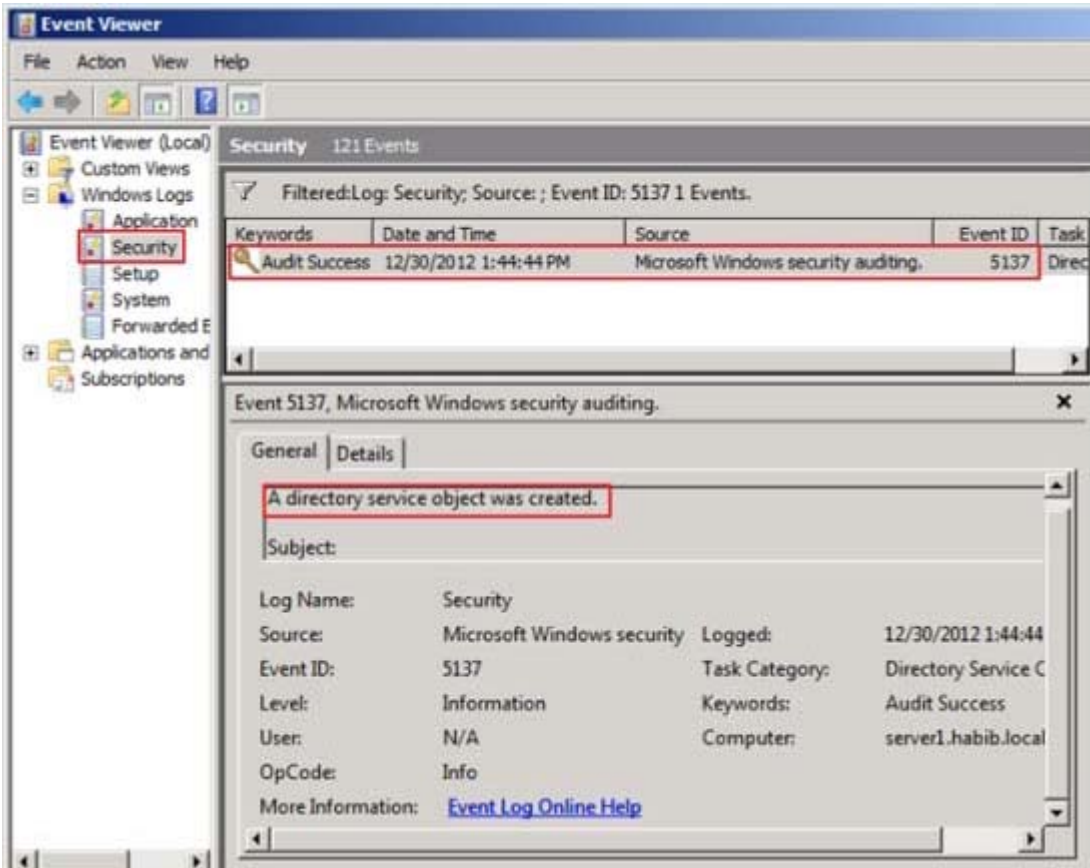 Event Viewer
File Action View Help
Event Viewer (Local)
Custom Views
Windows Logs
Application
Security
Setup
System
Forwarded E
Applications and
Subscriptions
Security 121 Events
Filtered:Log: Security; Source: ; Event ID: 5137 1 Events.
Keywords Date and Time Source Event ID Task
Audit Success 12/30/2012 1:44:44 PM Microsoft Windows security auditing. 5137 Direc
Event 5137, Microsoft Windows security auditing.
General Details
A directory service object was created.
Subject:
Log Name: Security
Source: Microsoft Windows security Logged: 12/30/2012 1:44:44
Event ID: 5137 Task Category: Directory Service C
Level: Information Keywords: Audit Success
User: N/A Computer: server1.habib.local
OpCode: Info
More Information: Event Log Online Help